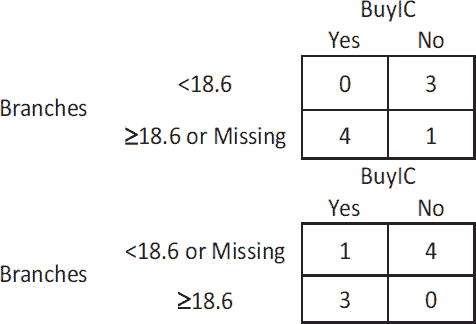 BuyIC
Yes No
<18.6 0 3
Branches
≥18.6 or Missing 4 1
BuyIC
Yes No
<18.6 or Missing 1 4
Branches
≥18.6 3 0